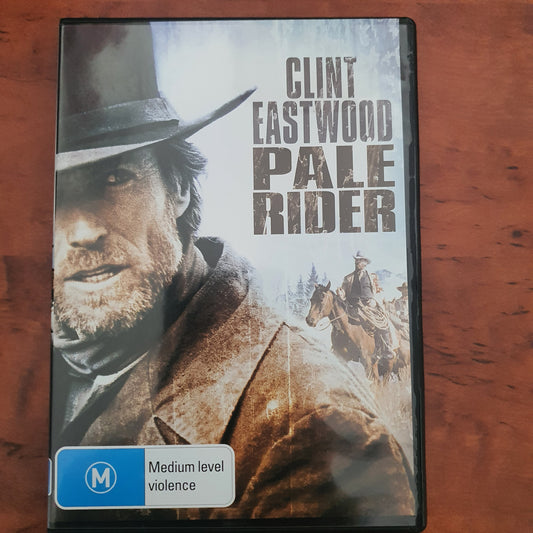 CLINT
EASTWOOD
PALE
RIDER
M
Medium level
violence